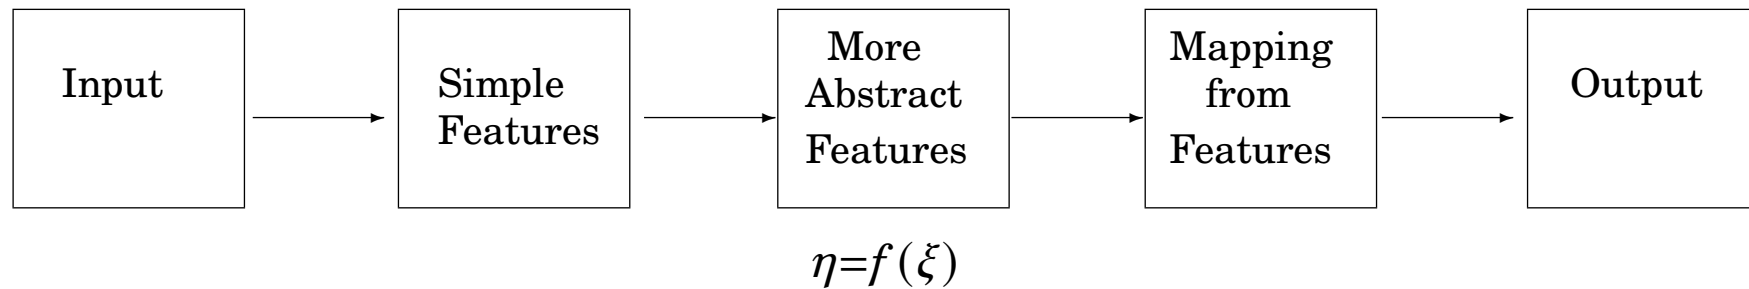 Input
Simple
Features
More
Abstract
Features
Mapping
from
Features
Output
η=f(ξ)